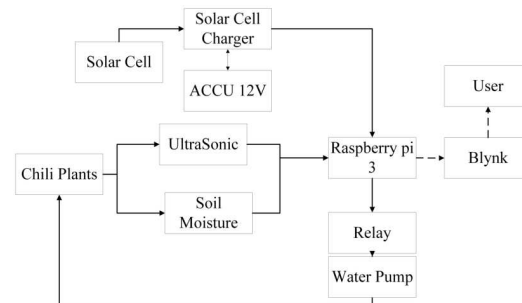 Solar Cell
Charger
Solar Cell
ACCU 12V
User
UltraSonic
Raspberry pi
3
Blynk
Chili Plants
Soil
Moisture
Relay
Water Pump